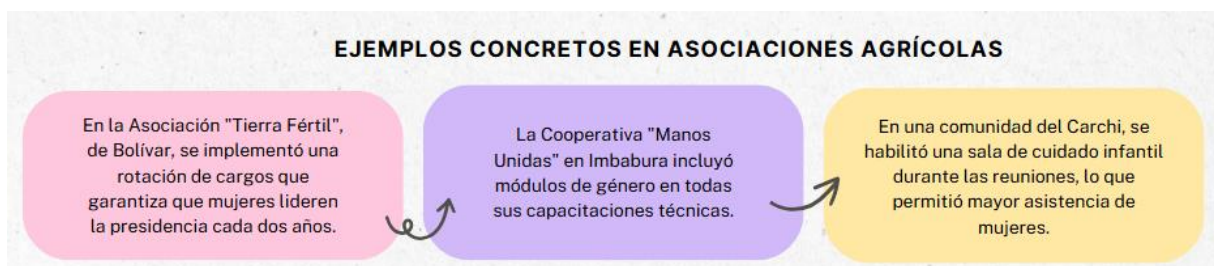 EJEMPLOS CONCRETOS EN ASOCIACIONES AGRÍCOLAS
En la Asociación "Tierra Fértil",
de Bolívar, se implementó una
rotación de cargos que
garantiza que mujeres lideren
la presidencia cada dos años.
La Cooperativa "Manos
Unidas" en Imbabura incluyó
módulos de género en todas
sus capacitaciones técnicas.
En una comunidad del Carchi, se
habilitó una sala de cuidado infantil
durante las reuniones, lo que
permitió mayor asistencia de
mujeres.